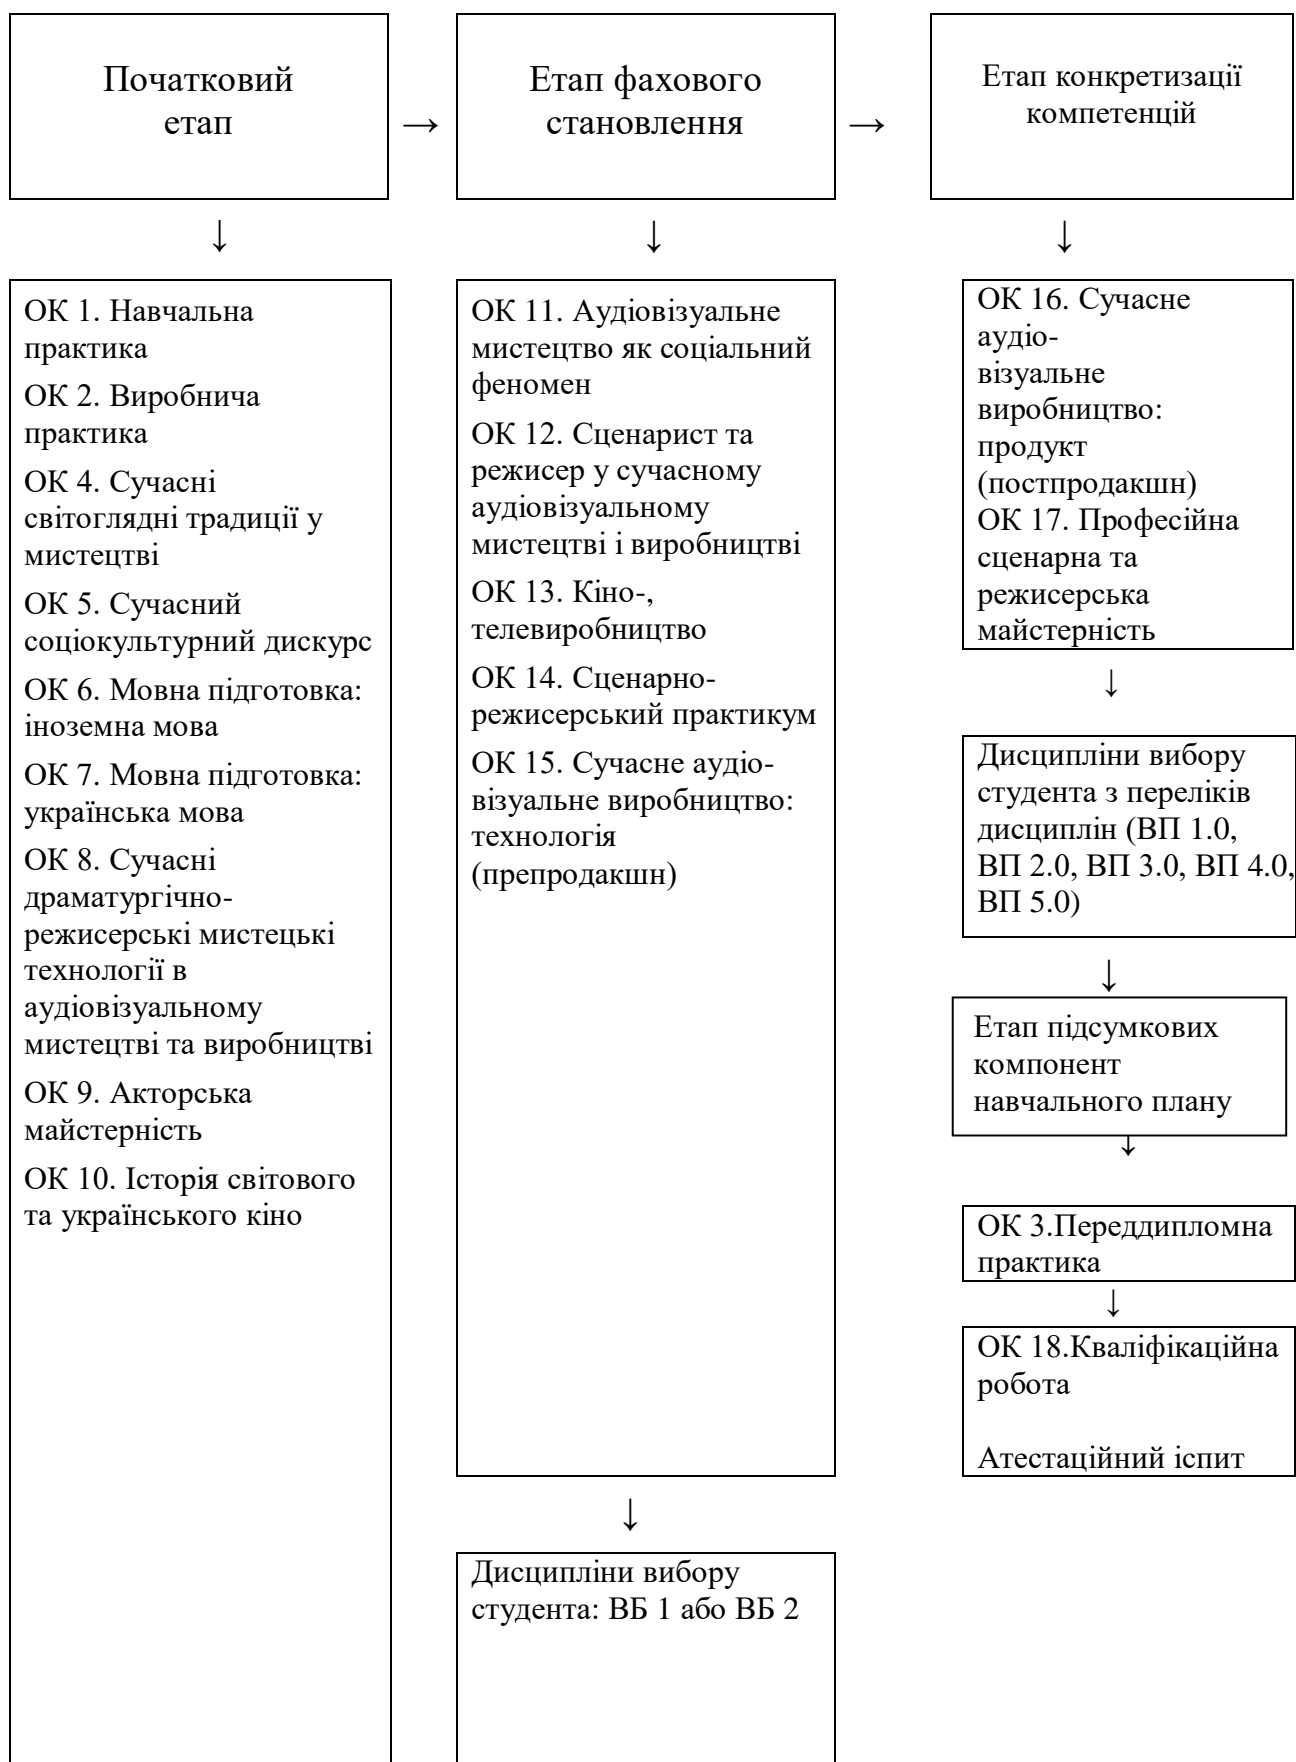 Початковий
етап
→
Етап фахового
становлення
→
Етап конкретизації
компетенцій
↓
↓
↓
ОК 1. Навчальна
практика
ОК 2. Виробнича
практика
ОК 4. Сучасні
світоглядні традиції у
мистецтві
ОК 5. Сучасний
соціокультурний дискурс
ОК 6. Мовна підготовка:
іноземна мова
ОК 7. Мовна підготовка:
українська мова
ОК 8. Сучасні
драматургічно-
режисерські мистецькі
технології в
аудіовізуальному
мистецтві та виробництві
ОК 9. Акторська
майстерність
ОК 10. Історія світового
та українського кіно
ОК 11. Аудіовізуальне
мистецтво як соціальний
феномен
ОК 12. Сценарист та
режисер у сучасному
аудіовізуальному
мистецтві і виробництві
ОК 13. Кіно-,
телевиробництво
ОК 14. Сценарно-
режисерський практикум
ОК 15. Сучасне аудіо-
візуальне виробництво:
технологія
(препродакшн)
↓
Дисципліни вибору
студента: ВБ 1 або ВБ 2
ОК 16. Сучасне
аудіо-
візуальне
виробництво:
продукт
(постпродакшн)
ОК 17. Професійна
сценарна та
режисерська
майстерність
↓
Дисципліни вибору
студента з переліків
дисциплін (ВП 1.0,
ВП 2.0, ВП 3.0, ВП 4.0,
ВП 5.0)
↓
Етап підсумкових
компонент
навчального плану
↓
ОК 3.Переддипломна
практика
↓
ОК 18.Кваліфікаційна
робота
Атестаційний іспит